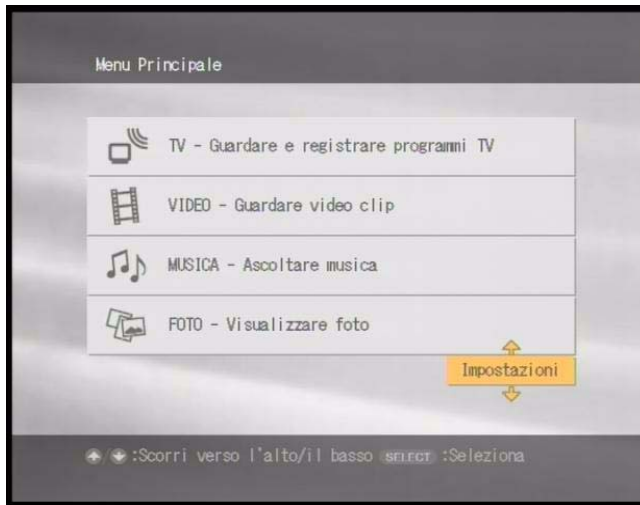 Menu Principale
TV - Guardare e registrare programmi TV
VIDEO - Guardare video clip
MUSICA - Ascoltare musica
FOTO - Visualizzare foto
Impostazioni
/ :Scorri verso l'alto/il basso SELECT :Seleziona